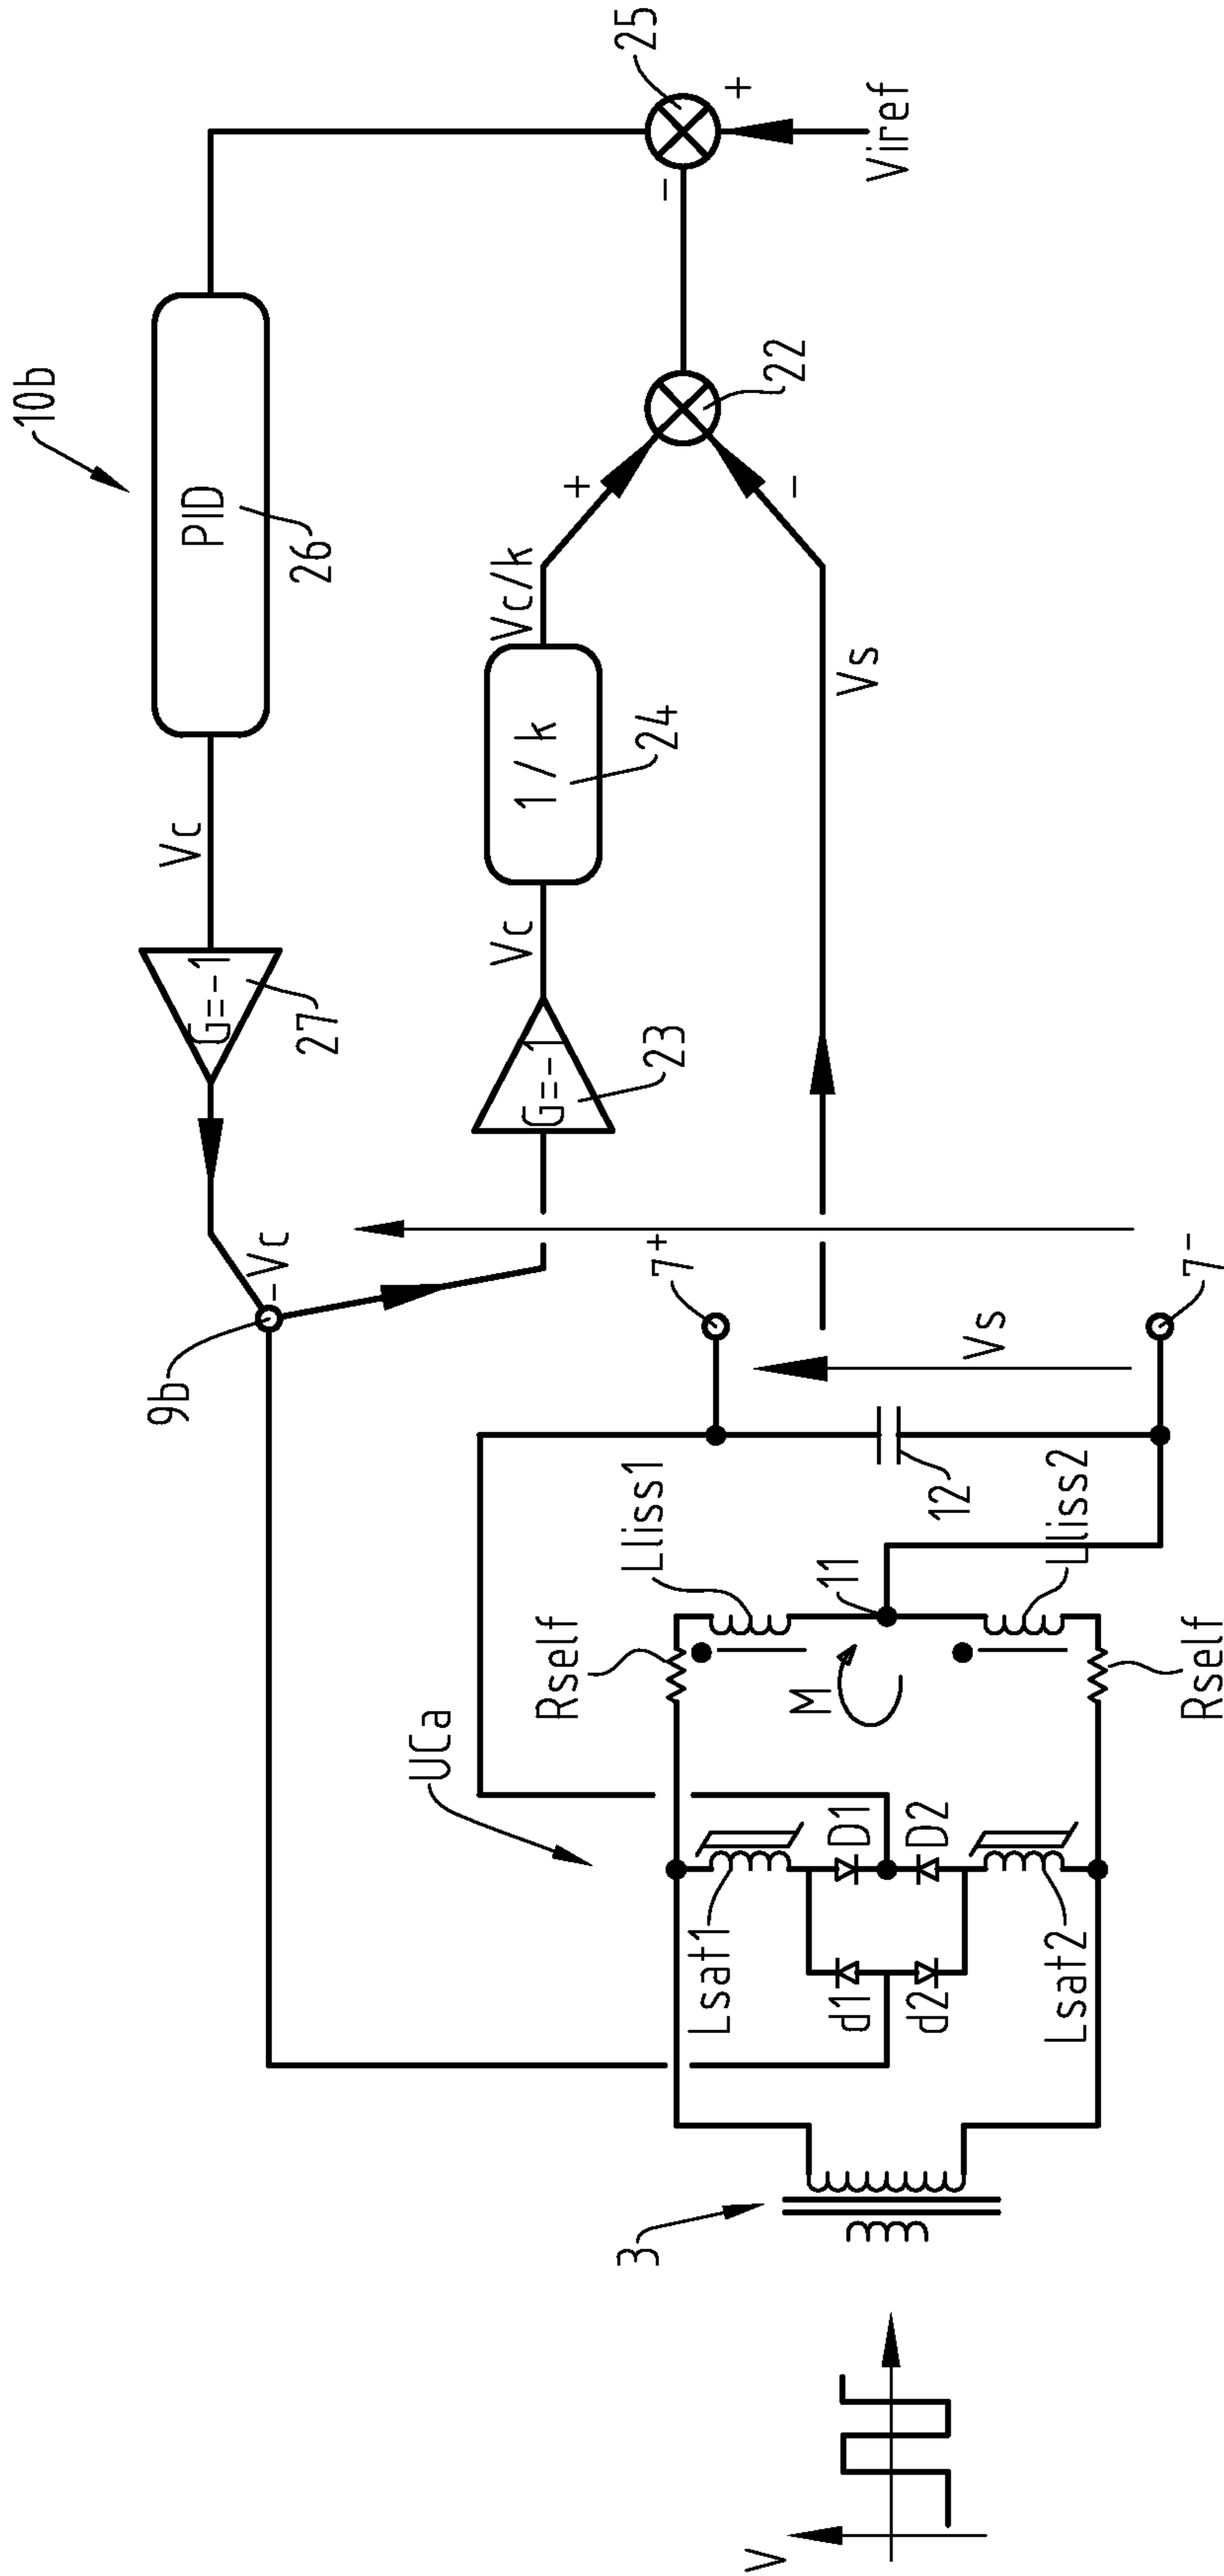 10b
PID
26
25
+
-
Viref
Vc
G=-1
27
Vc/k
+
22
-
1/k
24
Vc
G=-1
23
Vs
-Vc
9b
7+
Vs
7-
12
Lliss1
11
Lliss2
Rself
M
Rself
UCa
D1
D2
Lsat1
d1
d2
Lsat2
3
V